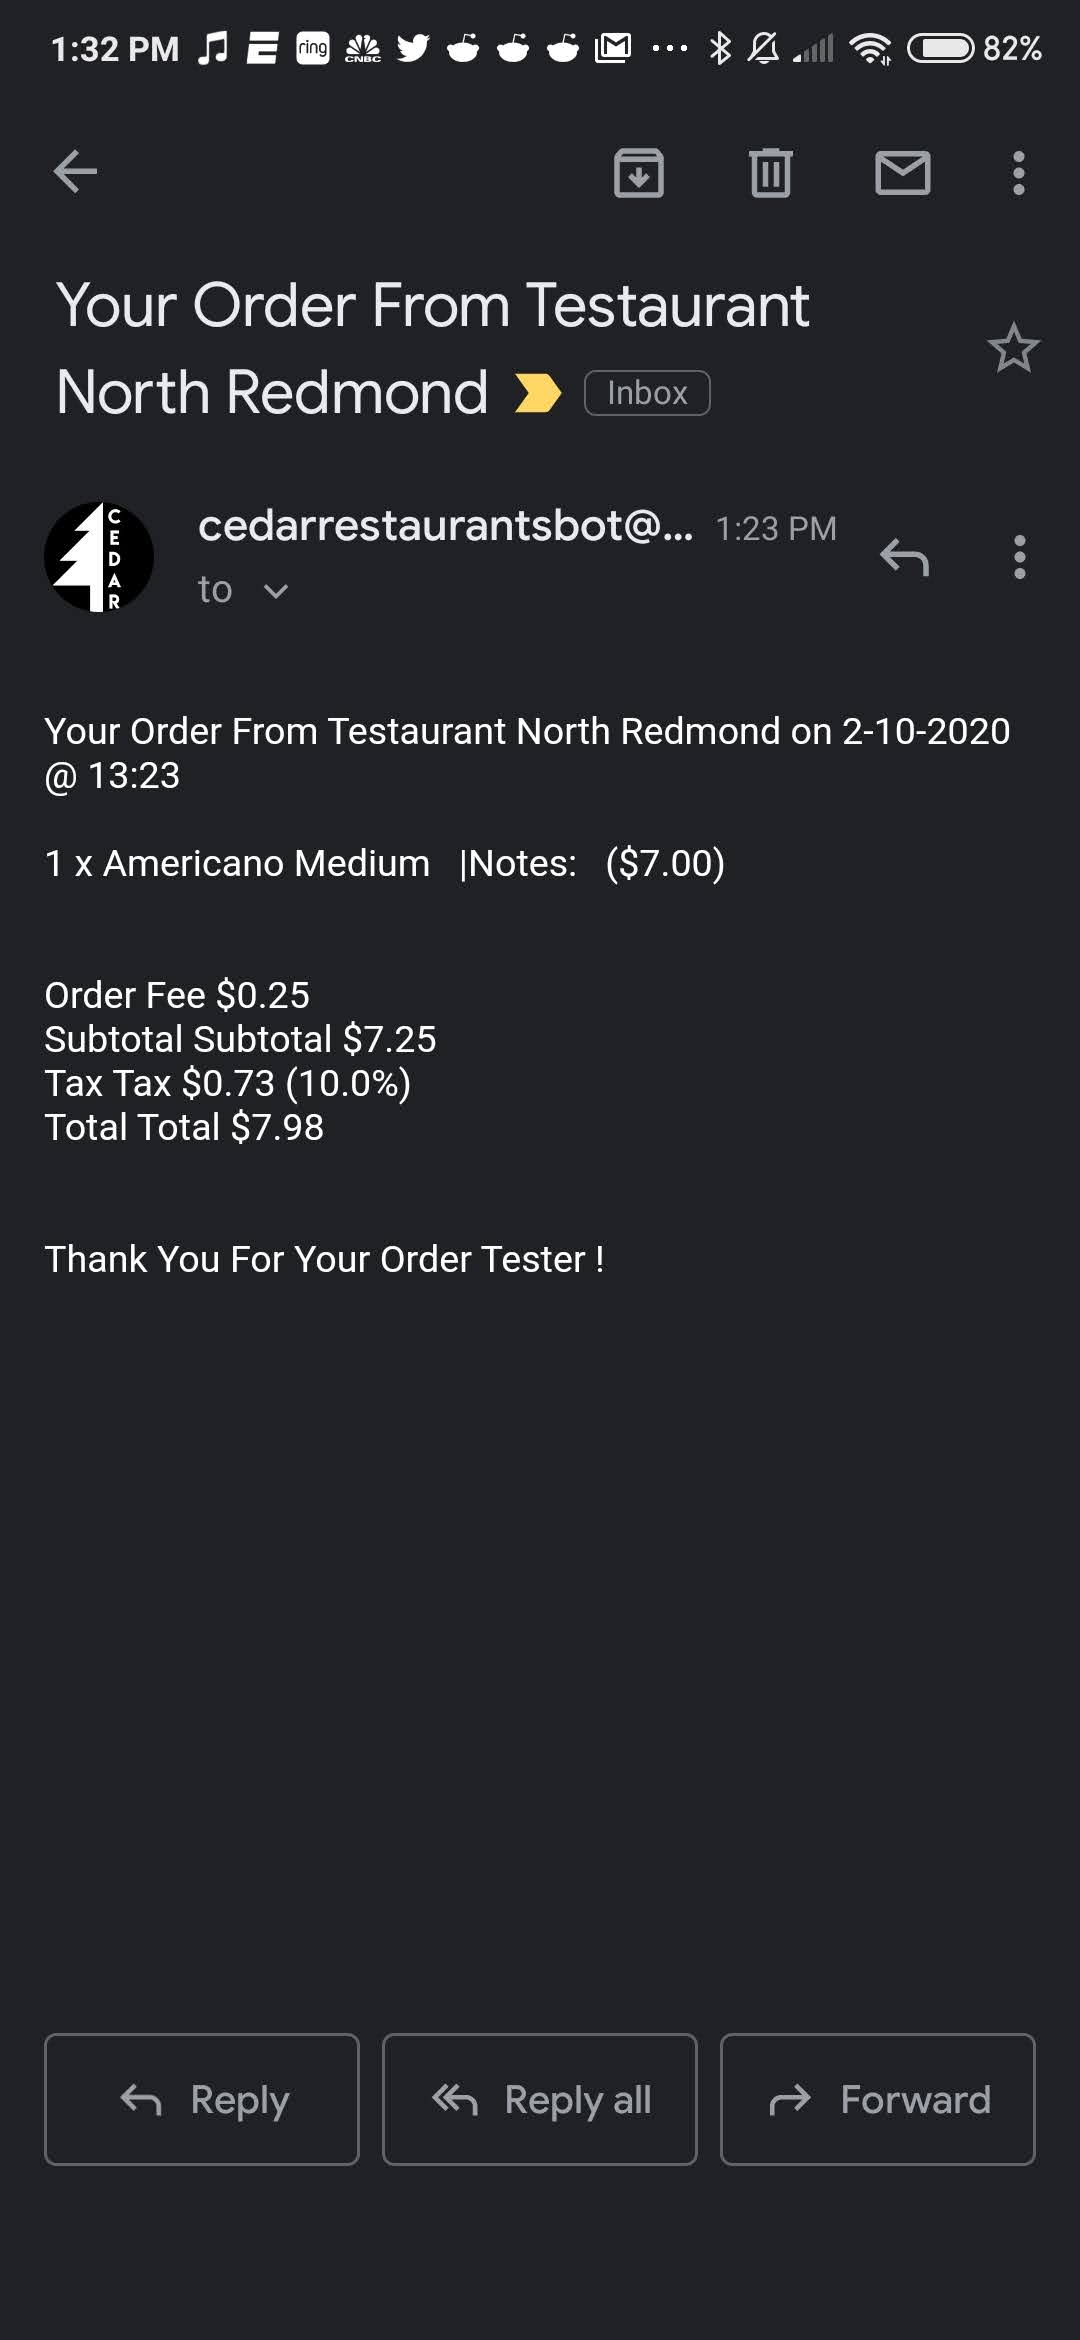 1:32 PM ring CNBC 82%
Your Order From Testaurant
North Redmond Inbox
CEDAR
cedarrestaurantsbot@... 1:23 PM
to
Your Order From Testaurant North Redmond on 2-10-2020
@ 13:23
1 x Americano Medium |Notes: ($7.00)
Order Fee $0.25
Subtotal Subtotal $7.25
Tax Tax $0.73 (10.0%)
Total Total $7.98
Thank You For Your Order Tester !
Reply Reply all Forward